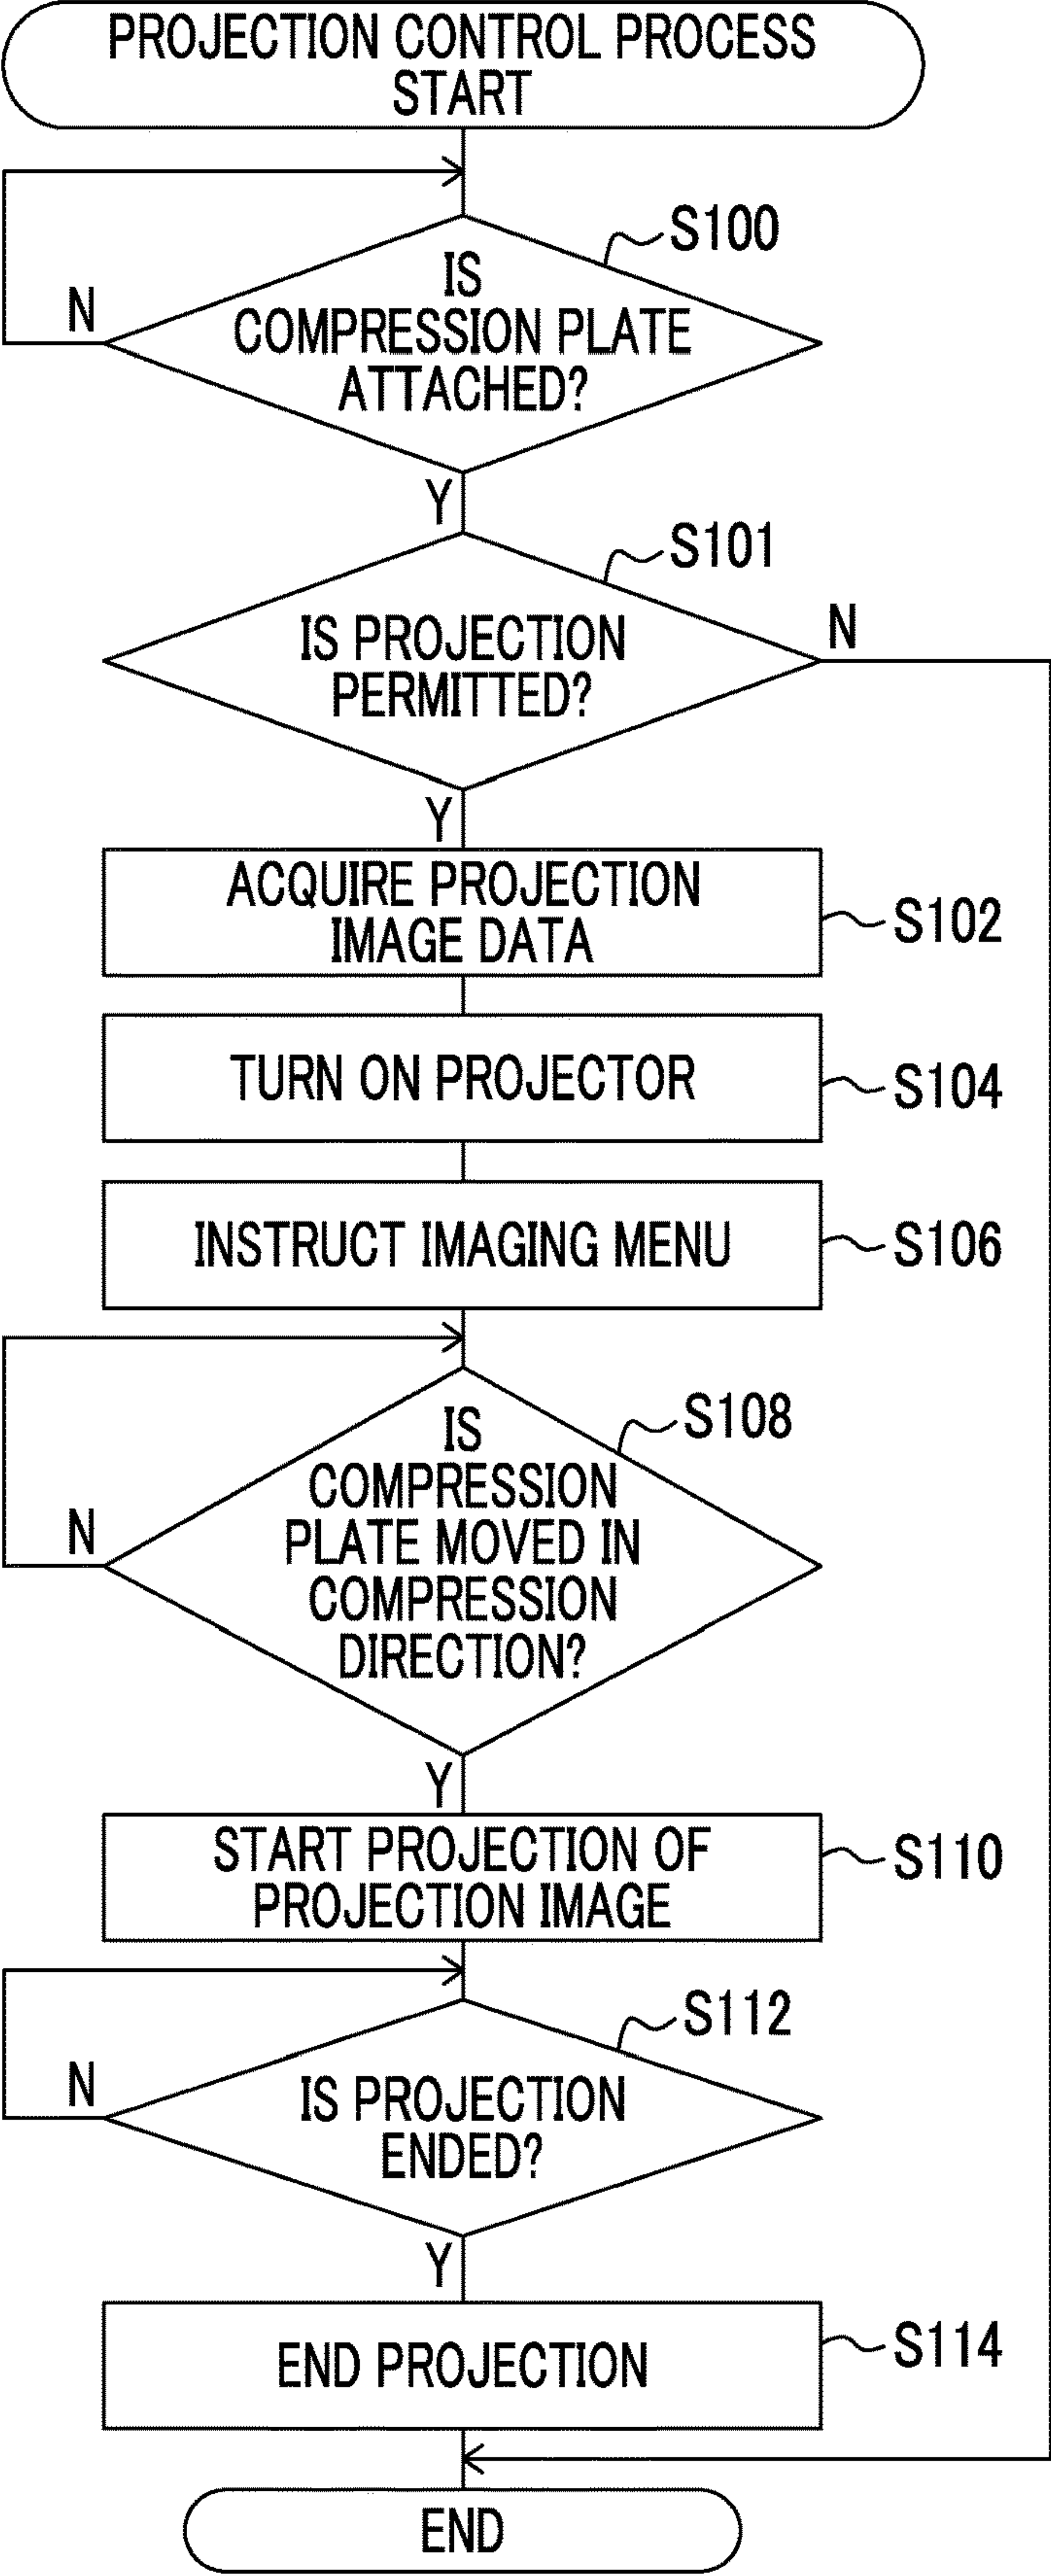 PROJECTION CONTROL PROCESS
START
S100
IS
COMPRESSION PLATE
ATTACHED?
N
Y
S101
IS PROJECTION
PERMITTED?
N
Y
ACQUIRE PROJECTION
IMAGE DATA
S102
TURN ON PROJECTOR
S104
INSTRUCT IMAGING MENU
S106
S108
IS
COMPRESSION
PLATE MOVED IN
COMPRESSION
DIRECTION?
N
Y
START PROJECTION OF
PROJECTION IMAGE
S110
S112
IS PROJECTION
ENDED?
N
Y
END PROJECTION
S114
END